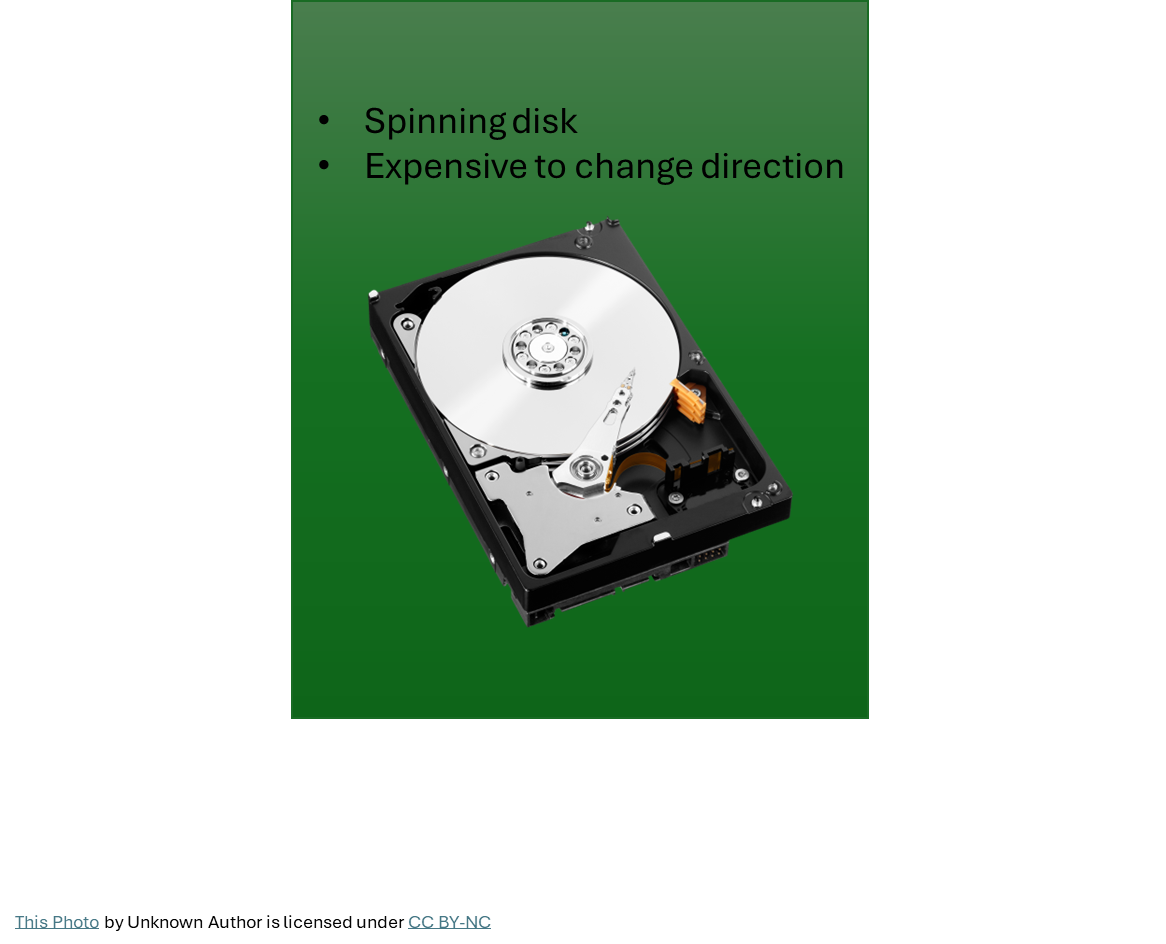 • Spinning disk
• Expensive to change direction
This Photo by Unknown Author is licensed under CC BY-NC